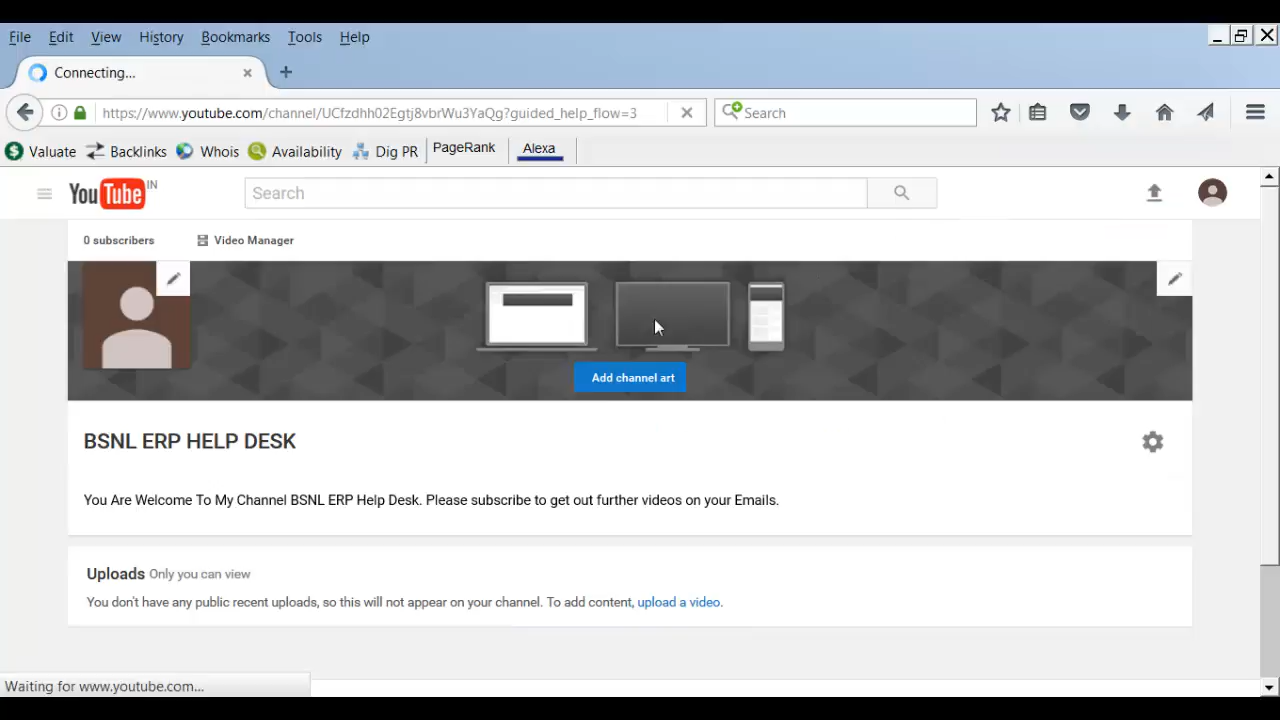 File Edit View History Bookmarks Tools Help
Connecting...
https://www.youtube.com/channel/UCfzdhh02Egtj8vbrWu3YaQg?guided_help_flow=3
Search
Valuate Backlinks Whois Availability Dig PR PageRank Alexa
YouTube IN
Search
0 subscribers Video Manager
Add channel art
BSNL ERP HELP DESK
You Are Welcome To My Channel BSNL ERP Help Desk. Please subscribe to get out further videos on your Emails.
Uploads Only you can view
You don't have any public recent uploads, so this will not appear on your channel. To add content, upload a video.
Waiting for www.youtube.com...